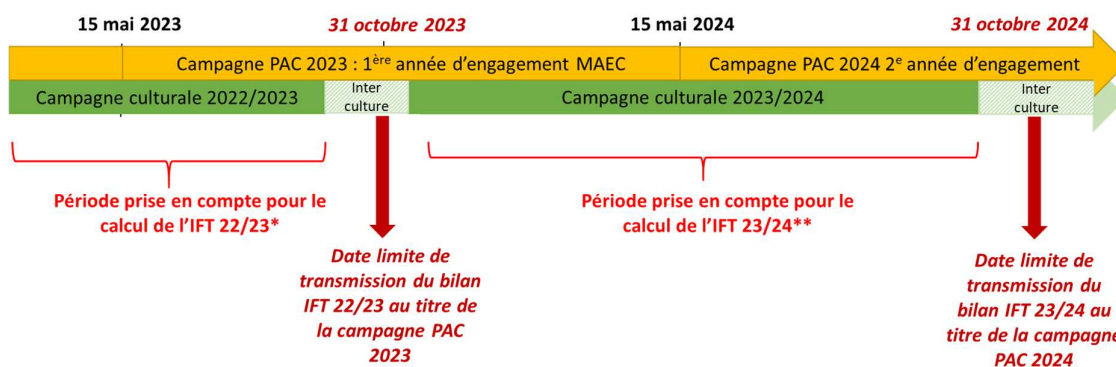 15 mai 2023
31 octobre 2023
15 mai 2024
31 octobre 2024
Campagne PAC 2023 : 1ère année d’engagement MAEC
Campagne PAC 2024 2e année d’engagement
Campagne culturale 2022/2023
Inter
culture
Campagne culturale 2023/2024
Inter
culture
Période prise en compte pour le
calcul de l’IFT 22/23*
Période prise en compte pour le
calcul de l’IFT 23/24**
Date limite de
transmission du bilan
IFT 22/23 au titre de
la campagne PAC
2023
Date limite de
transmission du
bilan IFT 23/24 au
titre de la campagne
PAC 2024